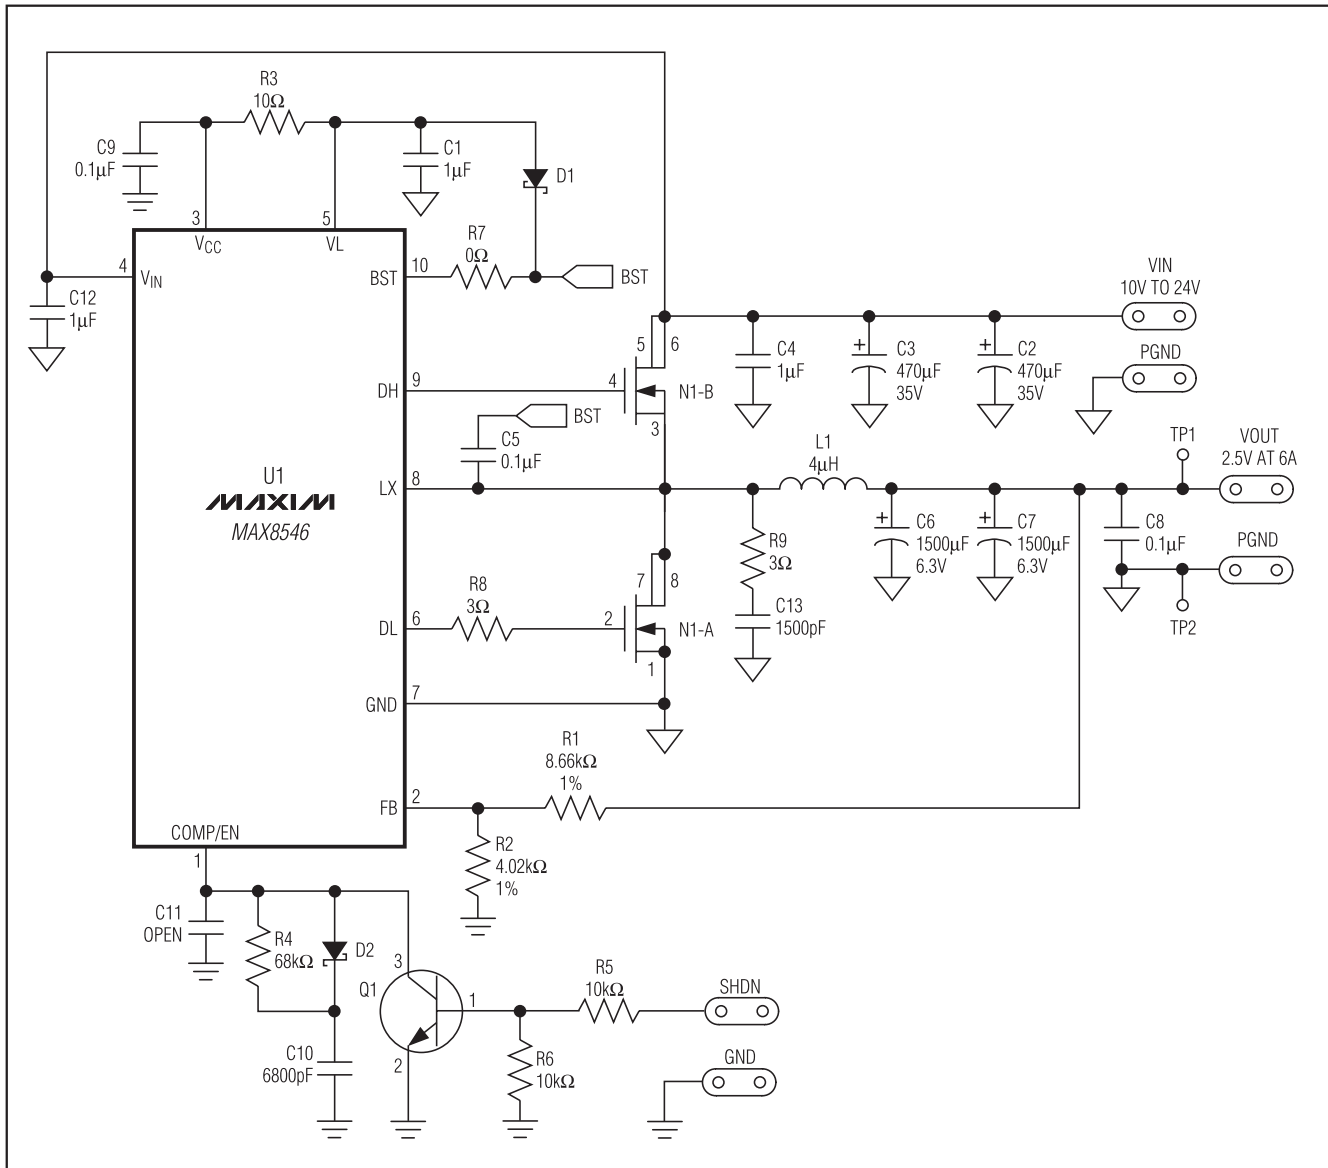 R3
10Ω
C9
0.1µF
C1
1µF
D1
3
5
VCC
VL
R7
0Ω
4
VIN
BST
10
BST
C12
1µF
VIN
10V TO 24V
5
6
C4
1µF
+
C3
470µF
35V
+
C2
470µF
35V
PGND
DH
9
4
N1-B
3
BST
C5
0.1µF
L1
4µH
TP1
VOUT
2.5V AT 6A
U1
MAXIM
MAX8546
LX
8
R9
3Ω
+
C6
1500µF
6.3V
+
C7
1500µF
6.3V
C8
0.1µF
PGND
7
8
R8
3Ω
DL
6
2
N1-A
1
C13
1500pF
TP2
GND
7
R1
8.66kΩ
1%
FB
2
R2
4.02kΩ
1%
COMP/EN
1
C11
OPEN
R4
68kΩ
D2
3
Q1
1
2
R5
10kΩ
SHDN
C10
6800pF
R6
10kΩ
GND